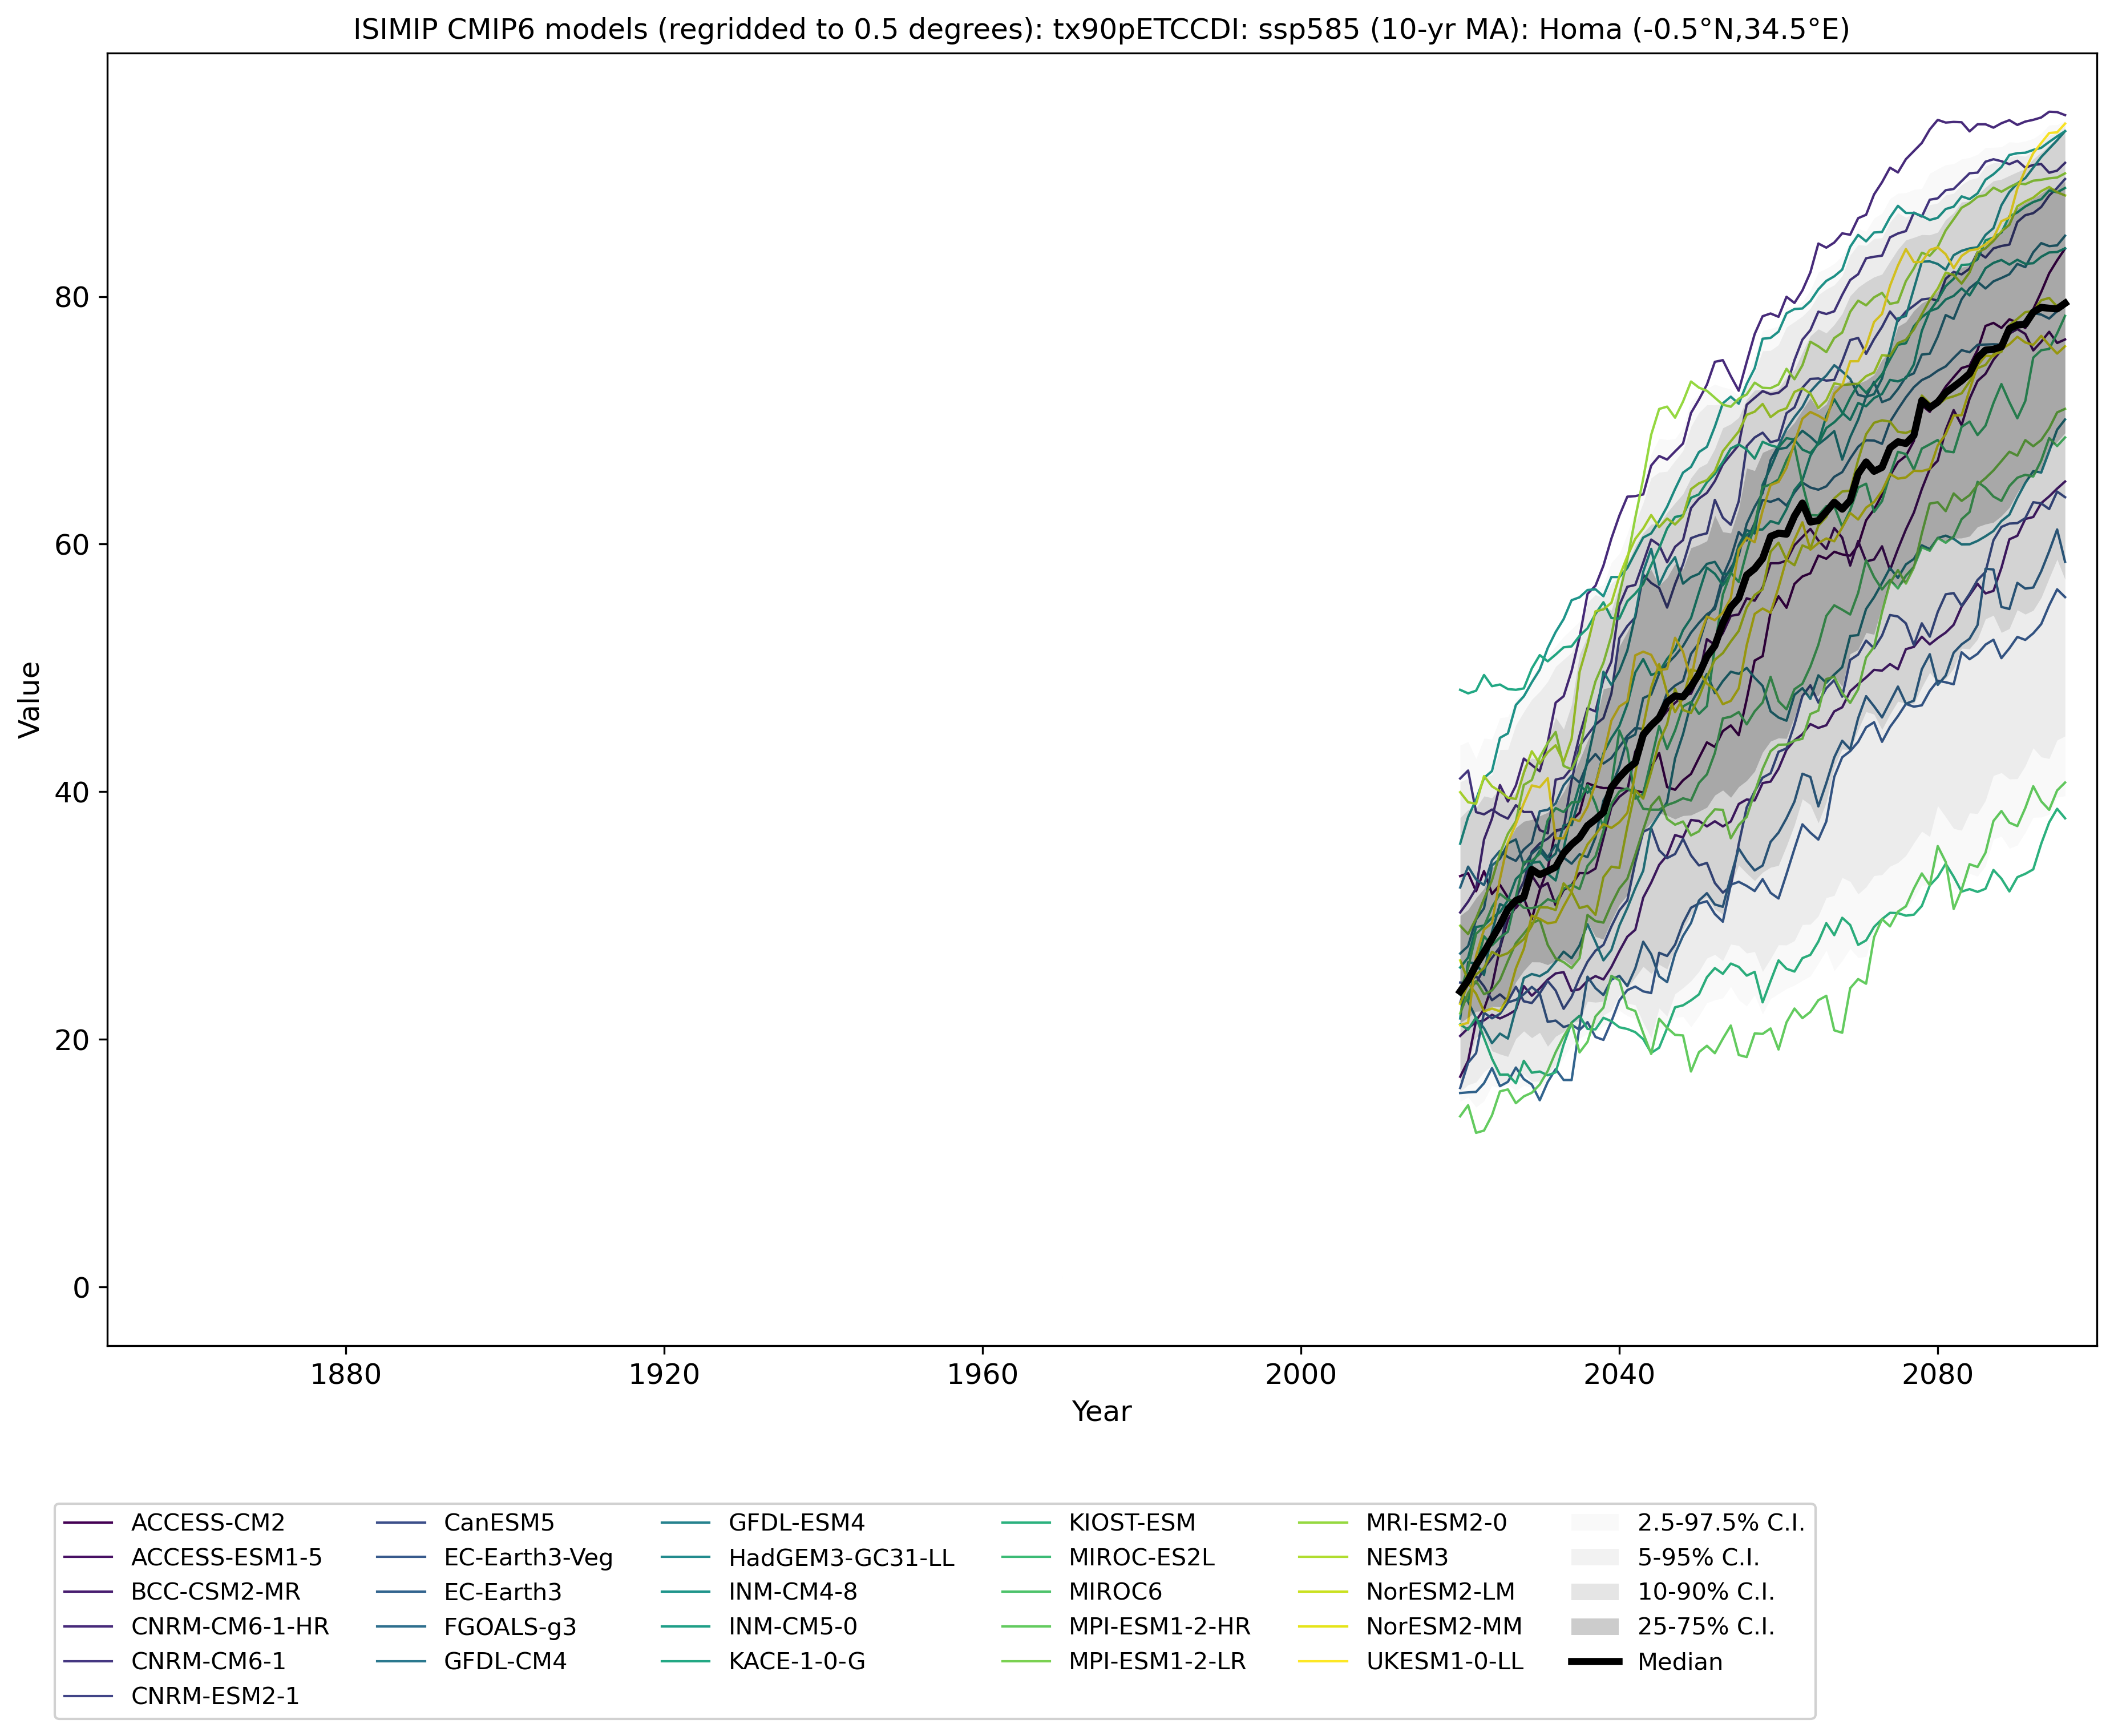 ISIMIP CMIP6 models (regridded to 0.5 degrees): tx90pETCCDI: ssp585 (10-yr MA): Homa (-0.5°N,34.5°E)
80
60
40
20
0
Value
1880
1920
1960
2000
2040
2080
Year
ACCESS-CM2
ACCESS-ESM1-5
BCC-CSM2-MR
CNRM-CM6-1-HR
CNRM-CM6-1
CNRM-ESM2-1
CanESM5
EC-Earth3-Veg
EC-Earth3
FGOALS-g3
GFDL-CM4
GFDL-ESM4
HadGEM3-GC31-LL
INM-CM4-8
INM-CM5-0
KACE-1-0-G
KIOST-ESM
MIROC-ES2L
MIROC6
MPI-ESM1-2-HR
MPI-ESM1-2-LR
MRI-ESM2-0
NESM3
NorESM2-LM
NorESM2-MM
UKESM1-0-LL
2.5-97.5% C.I.
5-95% C.I.
10-90% C.I.
25-75% C.I.
Median